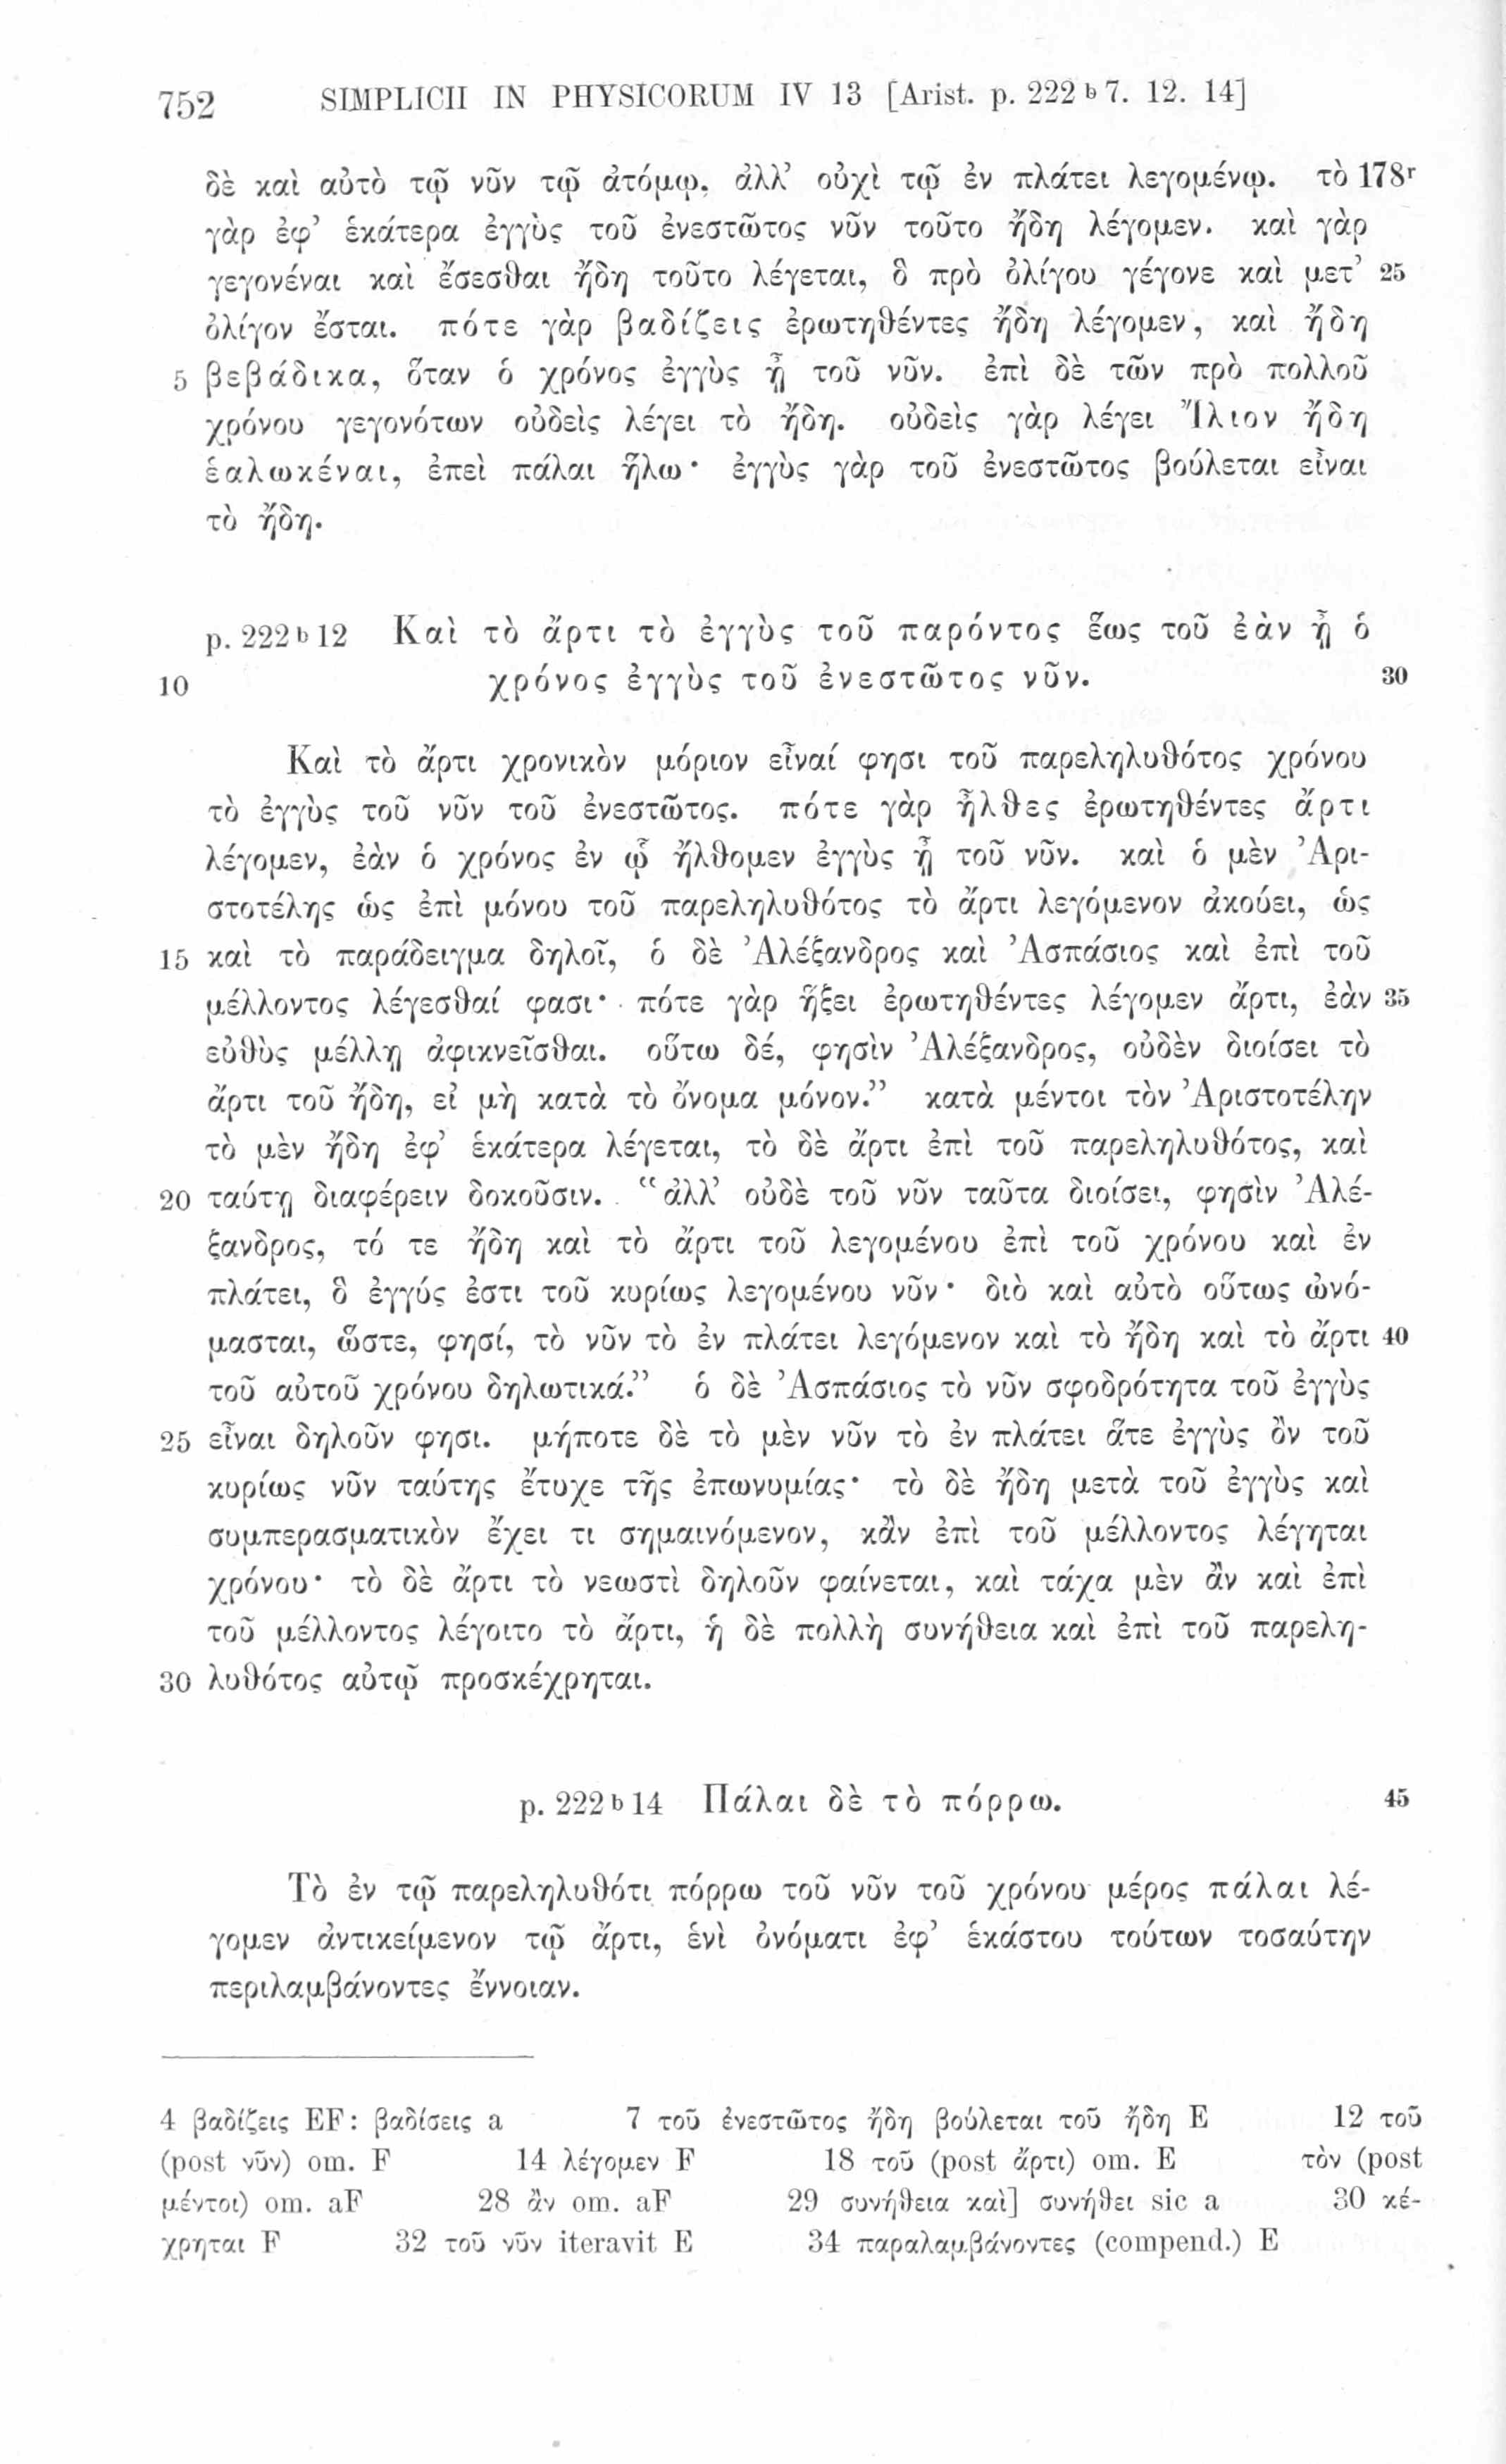 752 SIMPLICII IN PHYSICORUM IV 13 [Arist. p. 222 b 7. 12. 14]
δὲ καὶ αὐτὸ τῷ νῦν τῷ ἀτόμῳ, ἀλλ’ οὐχὶ τῷ ἐν πλάτει λεγομένῳ. τὸ 178r
γὰρ ἐφ’ ἑκάτερα ἐγγὺς τοῦ ἐνεστῶτος νῦν τοῦτο ἤδη λέγομεν. καὶ γὰρ
γεγονέναι καὶ ἔσεσθαι ἤδη τοῦτο λέγεται, ὃ πρὸ ὀλίγου γέγονε καὶ μετ’ 25
ὀλίγον ἔσται. πότε γὰρ βαδίζεις ἐρωτηθέντες ἤδη λέγομεν, καὶ ἤδη
5 βεβάδικα, ὅταν ὁ χρόνος ἐγγὺς ᾖ τοῦ νῦν. ἐπὶ δὲ τῶν πρὸ πολλοῦ
χρόνου γεγονότων οὐδεὶς λέγει τὸ ἤδη. οὐδεὶς γὰρ λέγει Ἴλιον ἤδη
ἑαλωκέναι, ἐπεὶ πάλαι ἥλω· ἐγγὺς γὰρ τοῦ ἐνεστῶτος βούλεται εἶναι
τὸ ἤδη.
p. 222 b 12 Καὶ τὸ ἄρτι τὸ ἐγγὺς τοῦ παρόντος ἕως τοῦ ἐὰν ᾖ ὁ
10 χρόνος ἐγγὺς τοῦ ἐνεστῶτος νῦν. 30
Καὶ τὸ ἄρτι χρονικὸν μόριον εἶναί φησι τοῦ παρεληλυθότος χρόνου
τὸ ἐγγὺς τοῦ νῦν τοῦ ἐνεστῶτος. πότε γὰρ ἦλθες ἐρωτηθέντες ἄρτι
λέγομεν, ἐὰν ὁ χρόνος ἐν ᾧ ἤλθομεν ἐγγὺς ᾖ τοῦ νῦν. καὶ ὁ μὲν Ἀρι-
στοτέλης ὡς ἐπὶ μόνου τοῦ παρεληλυθότος τὸ ἄρτι λεγόμενον ἀκούει, ὡς
15 καὶ τὸ παράδειγμα δηλοῖ, ὁ δὲ Ἀλέξανδρος καὶ Ἀσπάσιος καὶ ἐπὶ τοῦ
μέλλοντος λέγεσθαί φασι· πότε γὰρ ἥξει ἐρωτηθέντες λέγομεν ἄρτι, ἐὰν 35
εὐθὺς μέλλῃ ἀφικνεῖσθαι. οὕτω δέ, φησὶν Ἀλέξανδρος, οὐδὲν διοίσει τὸ
ἄρτι τοῦ ἤδη, εἰ μὴ κατὰ τὸ ὄνομα μόνον.” κατὰ μέντοι τὸν Ἀριστοτέλην
τὸ μὲν ἤδη ἐφ’ ἑκάτερα λέγεται, τὸ δὲ ἄρτι ἐπὶ τοῦ παρεληλυθότος, καὶ
20 ταύτῃ διαφέρειν δοκοῦσιν. “ἀλλ’ οὐδὲ τοῦ νῦν ταῦτα διοίσει, φησὶν Ἀλέ-
ξανδρος, τό τε ἤδη καὶ τὸ ἄρτι τοῦ λεγομένου ἐπὶ τοῦ χρόνου καὶ ἐν
πλάτει, ὃ ἐγγύς ἐστι τοῦ κυρίως λεγομένου νῦν· διὸ καὶ αὐτὸ οὕτως ὠνό-
μασται, ὥστε, φησί, τὸ νῦν τὸ ἐν πλάτει λεγόμενον καὶ τὸ ἤδη καὶ τὸ ἄρτι 40
τοῦ αὐτοῦ χρόνου δηλωτικά.” ὁ δὲ Ἀσπάσιος τὸ νῦν σφοδρότητα τοῦ ἐγγὺς
25 εἶναι δηλοῦν φησι. μήποτε δὲ τὸ μὲν νῦν τὸ ἐν πλάτει ἅτε ἐγγὺς ὂν τοῦ
κυρίως νῦν ταύτης ἔτυχε τῆς ἐπωνυμίας· τὸ δὲ ἤδη μετὰ τοῦ ἐγγὺς καὶ
συμπερασματικὸν ἔχει τι σημαινόμενον, κἂν ἐπὶ τοῦ μέλλοντος λέγηται
χρόνου· τὸ δὲ ἄρτι τὸ νεωστὶ δηλοῦν φαίνεται, καὶ τάχα μὲν ἂν καὶ ἐπὶ
τοῦ μέλλοντος λέγοιτο τὸ ἄρτι, ἡ δὲ πολλὴ συνήθεια καὶ ἐπὶ τοῦ παρελη-
30 λυθότος αὐτῷ προσκέχρηται.
p. 222 b 14 Πάλαι δὲ τὸ πόρρω. 45
Τὸ ἐν τῷ παρεληλυθότι πόρρω τοῦ νῦν τοῦ χρόνου μέρος πάλαι λέ-
γομεν ἀντικείμενον τῷ ἄρτι, ἑνὶ ὀνόματι ἐφ’ ἑκάστου τούτων τοσαύτην
περιλαμβάνοντες ἔννοιαν.
4 βαδίζεις EF: βαδίσεις a 7 τοῦ ἐνεστῶτος ἤδη βούλεται τοῦ ἤδη E 12 τοῦ
(post νῦν) om. F 14 λέγομεν F 18 τοῦ (post ἄρτι) om. E τὸν (post
μέντοι) om. aF 28 ἂν om. aF 29 συνήθεια καὶ] συνήθει sic a 30 κέ-
χρηται F 32 τοῦ νῦν iteravit E 34 παραλαμβάνοντες (compend.) E